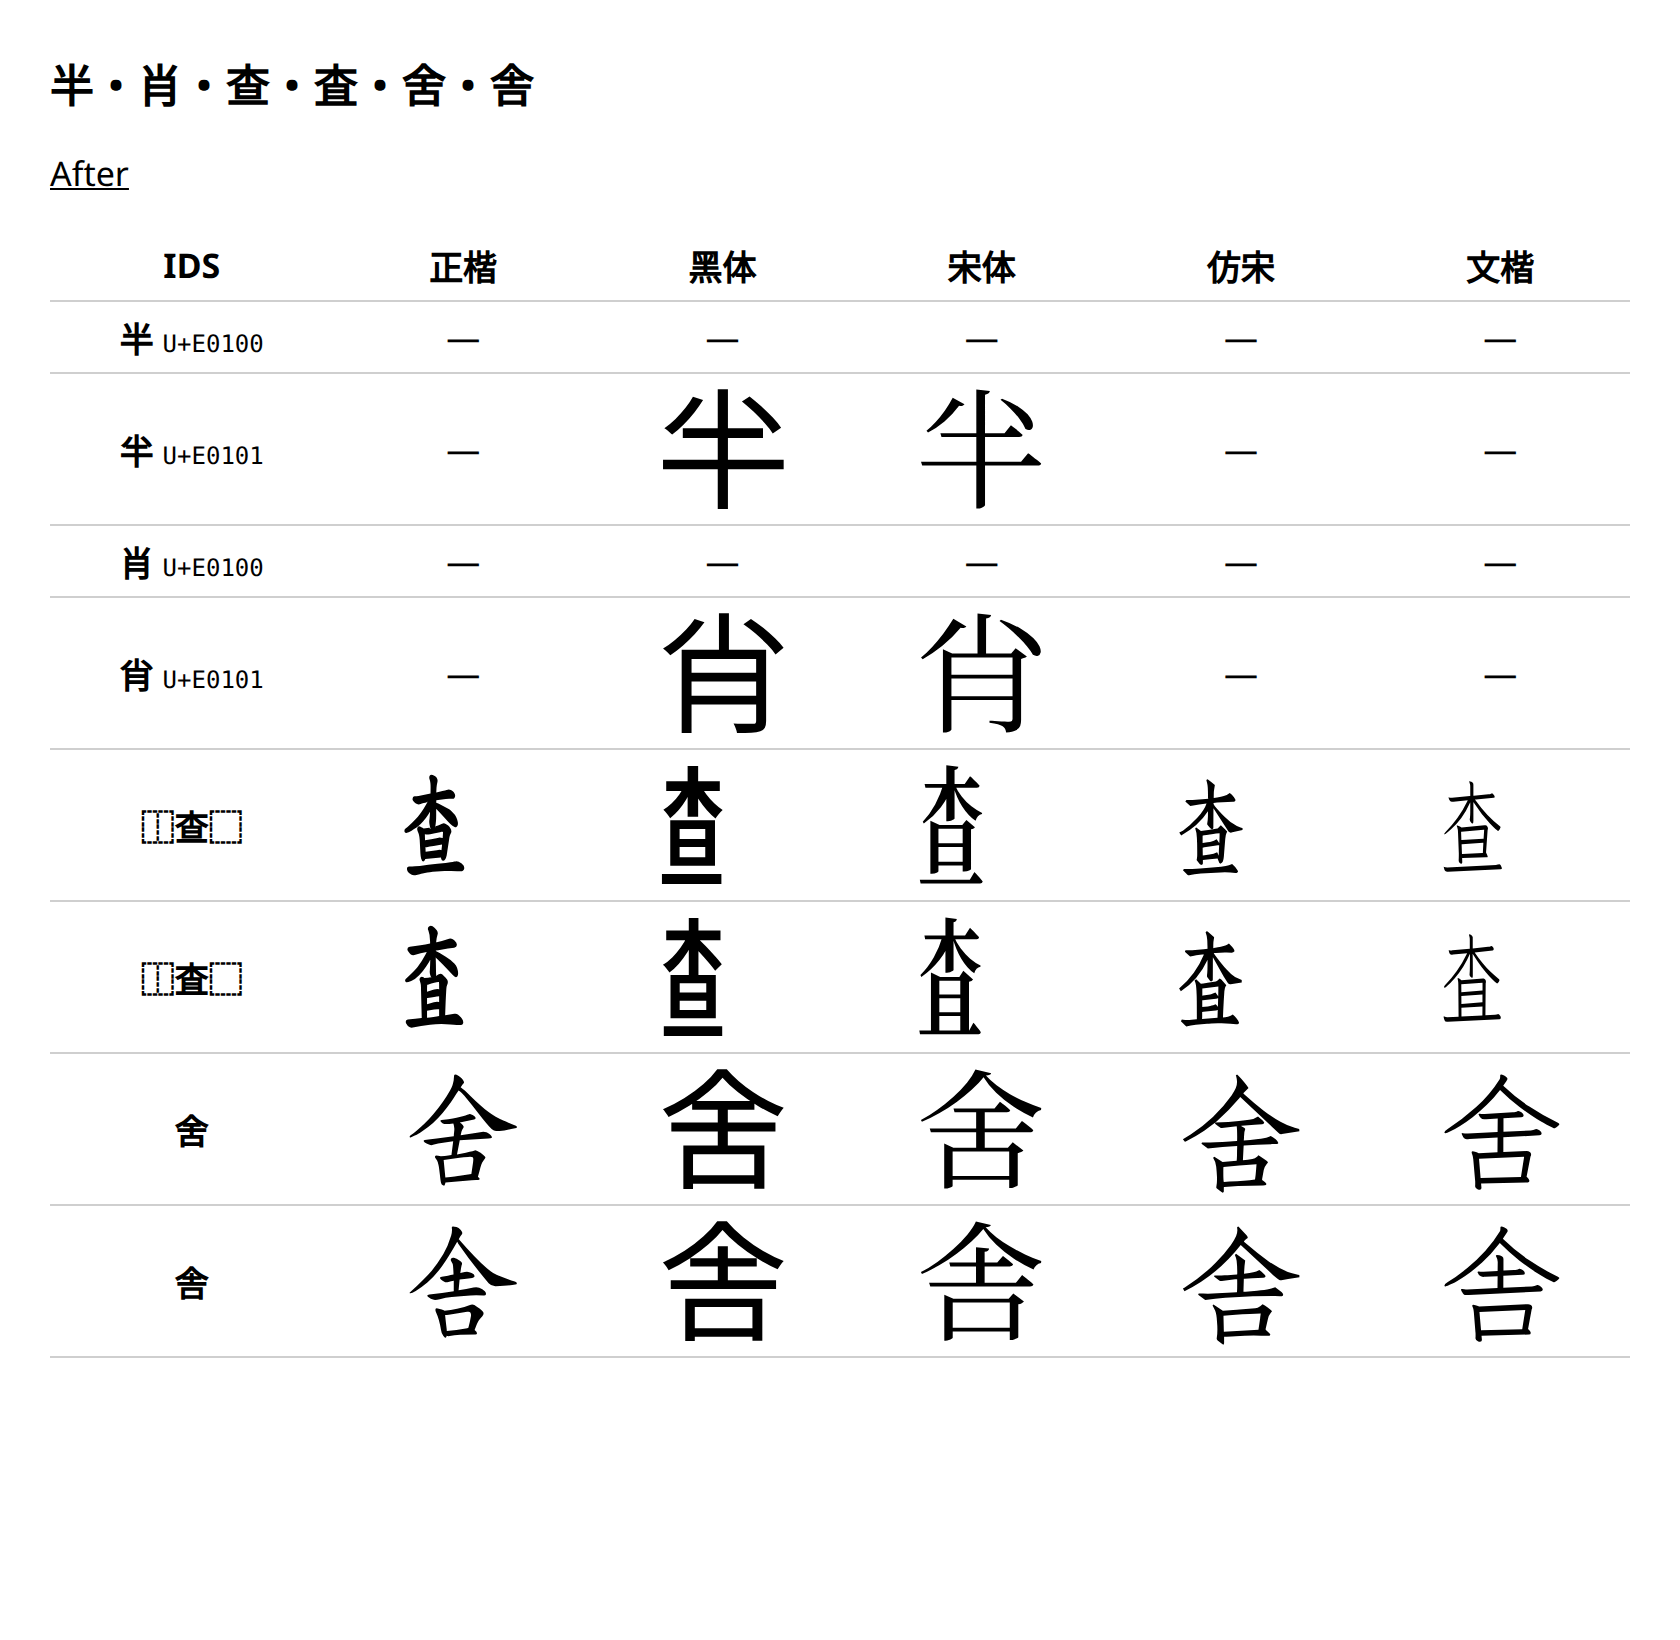 半・肖・查・査・舍・舎
After
IDS 正楷 黑体 宋体 仿宋 文楷
半 U+E0100 — — — — —
半 U+E0101 — 半 半 — —
肖 U+E0100 — — — — —
肖 U+E0101 — 肖 肖 — —
⿰查⬚ 查 查 查 查 查
⿰査⬚ 査 査 査 査 査
舍 舍 舍 舍 舍 舍
舎 舎 舎 舎 舎 舎